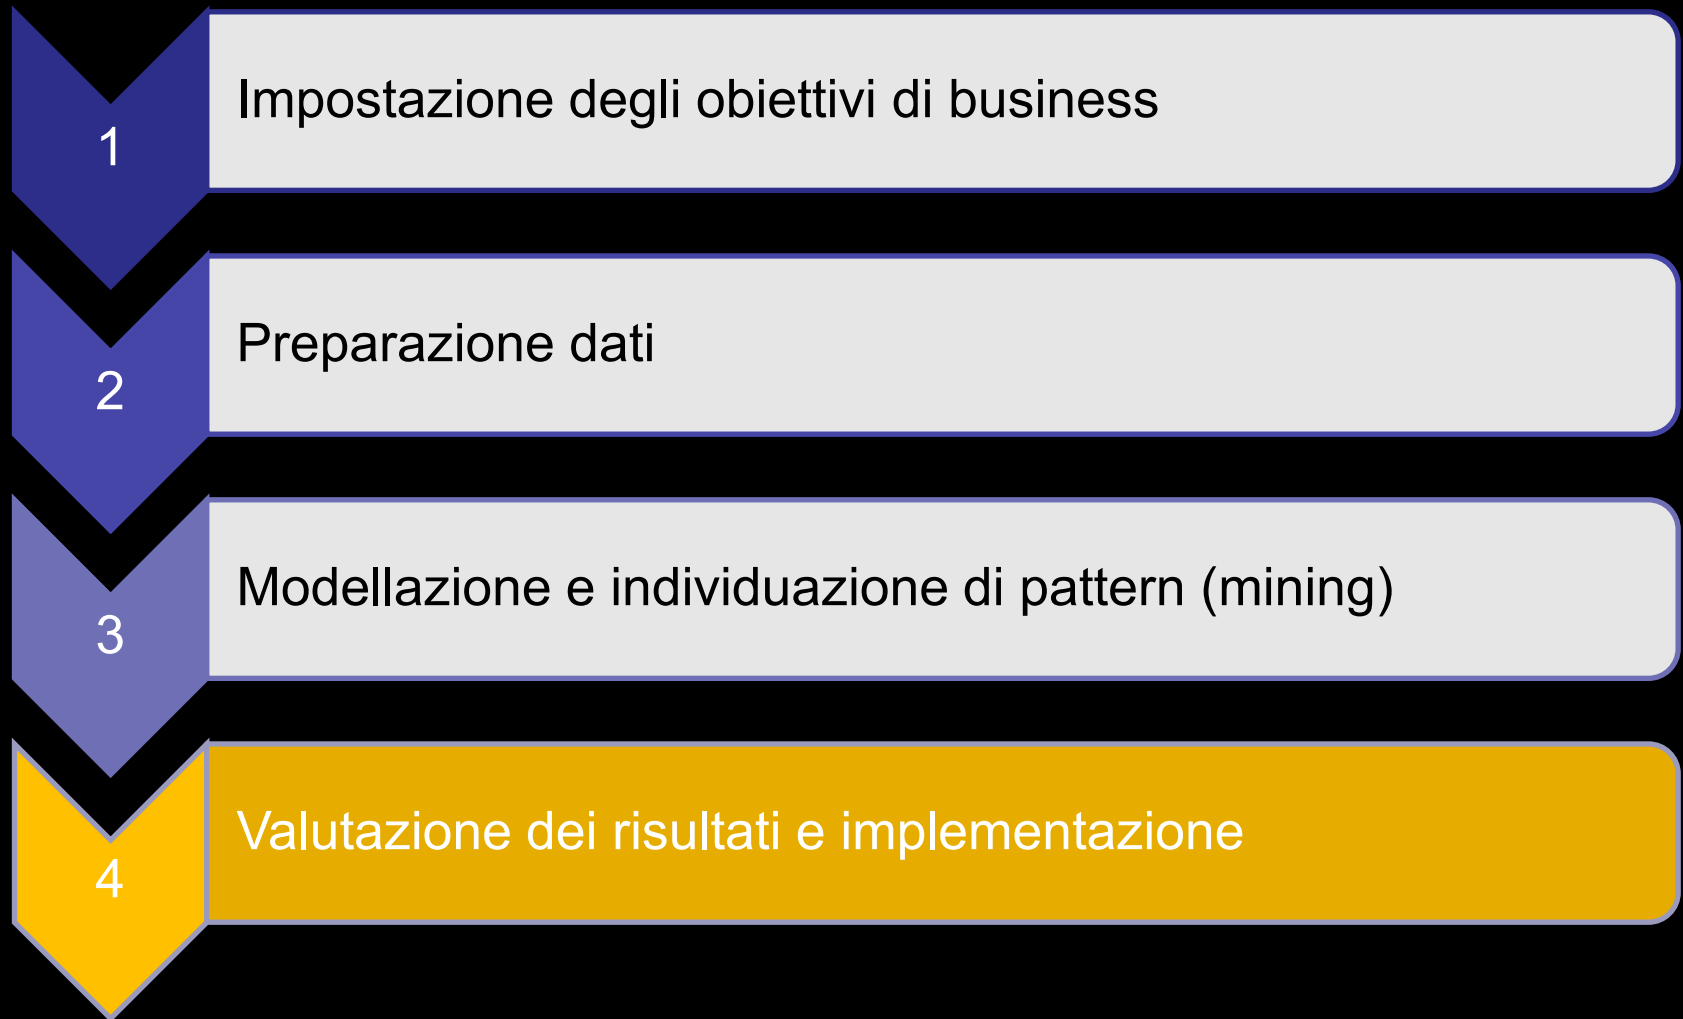 1
Impostazione degli obiettivi di business
2
Preparazione dati
3
Modellazione e individuazione di pattern (mining)
4
Valutazione dei risultati e implementazione